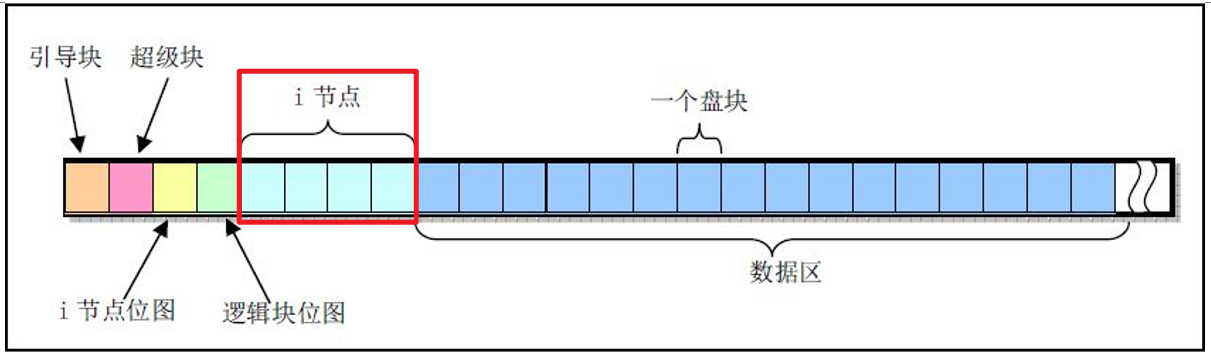 引导块
超级块
i 节点
一个盘块
数据区
i 节点位图
逻辑块位图